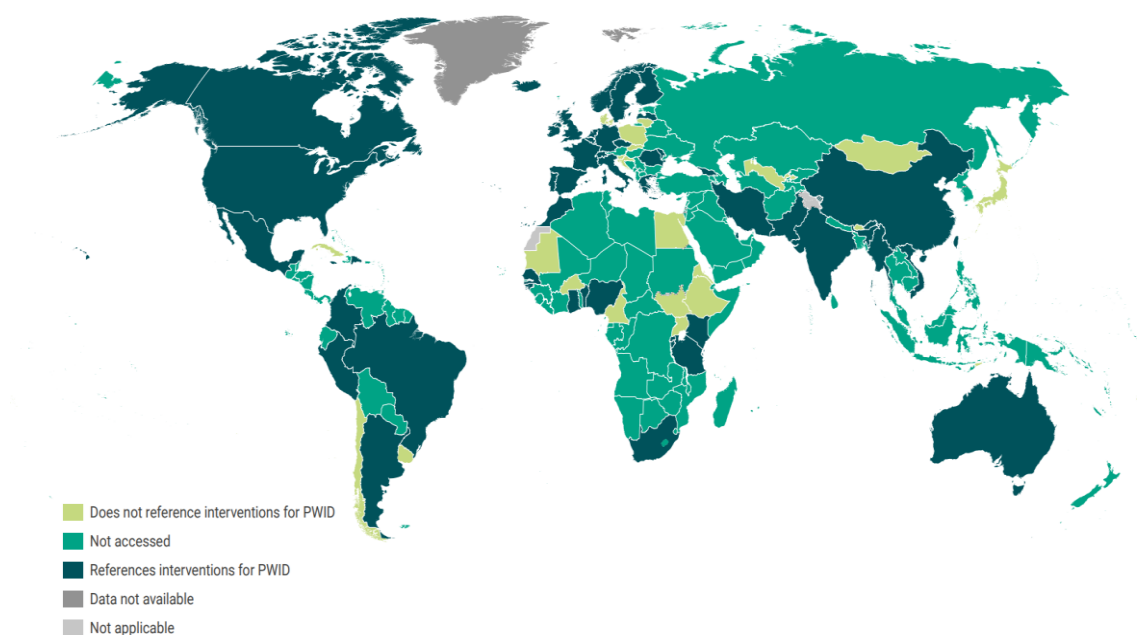 Does not reference interventions for PWID
Not accessed
References interventions for PWID
Data not available
Not applicable